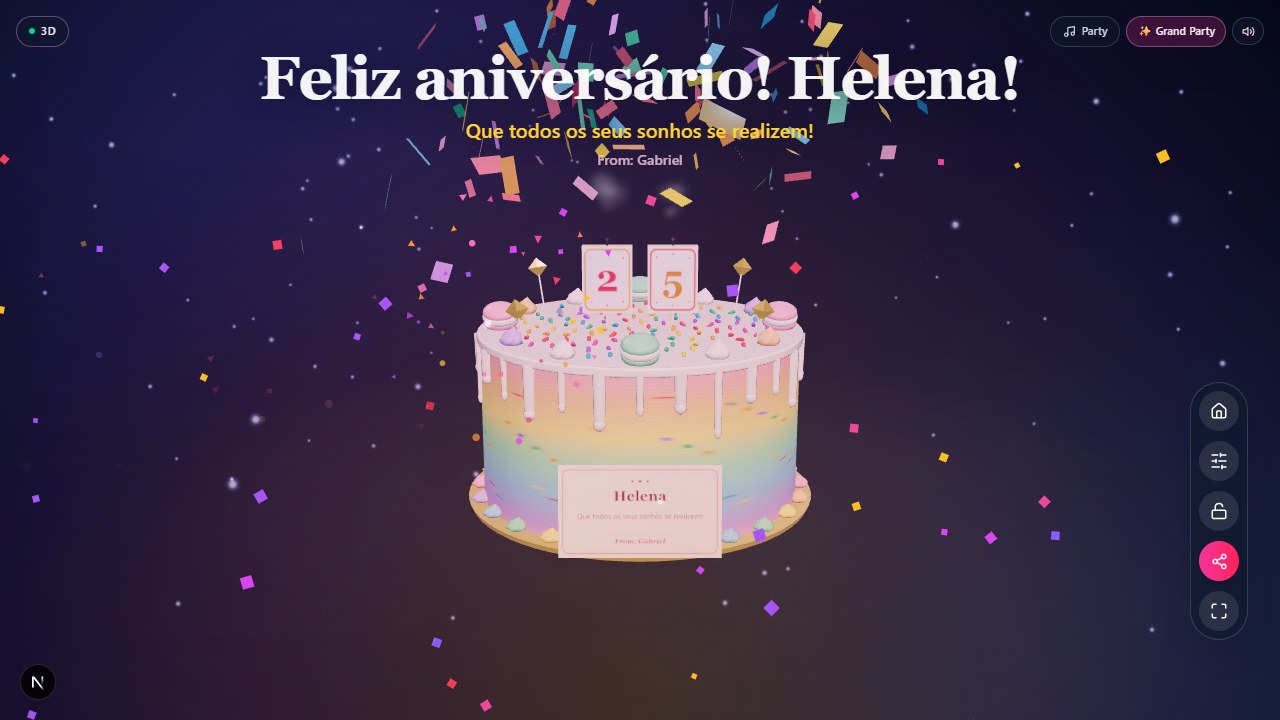 3D
Party
Grand Party
Feliz aniversário! Helena!
Que todos os seus sonhos se realizem!
From: Gabriel
2 5
Helena
Que todos os seus sonhos se realizem!
From: Gabriel
N